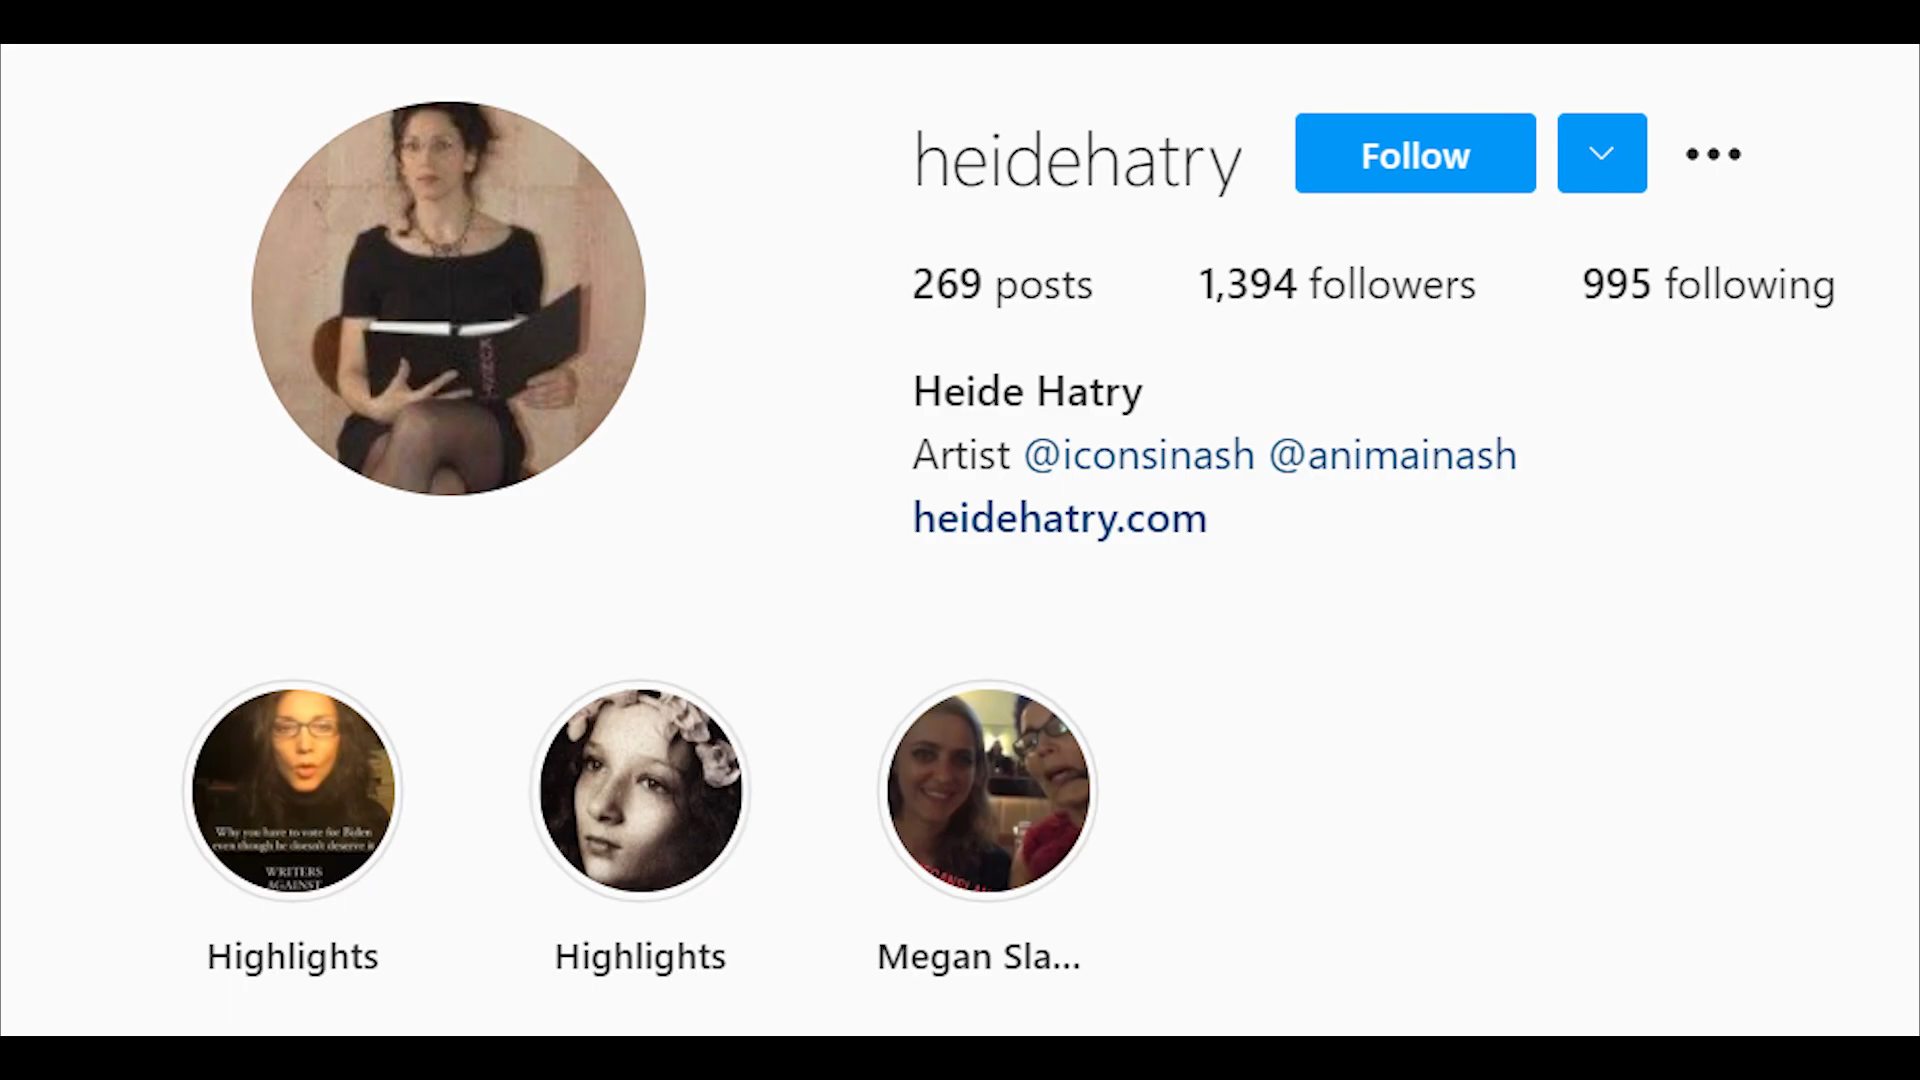 heidehatry Follow
269 posts 1,394 followers 995 following
Heide Hatry
Artist @iconsinash @animainash
heidehatry.com
Why you have to vote for Biden
even though he doesn't deserve it
WRITERS
AGAINST
Highlights Highlights Megan Sla...